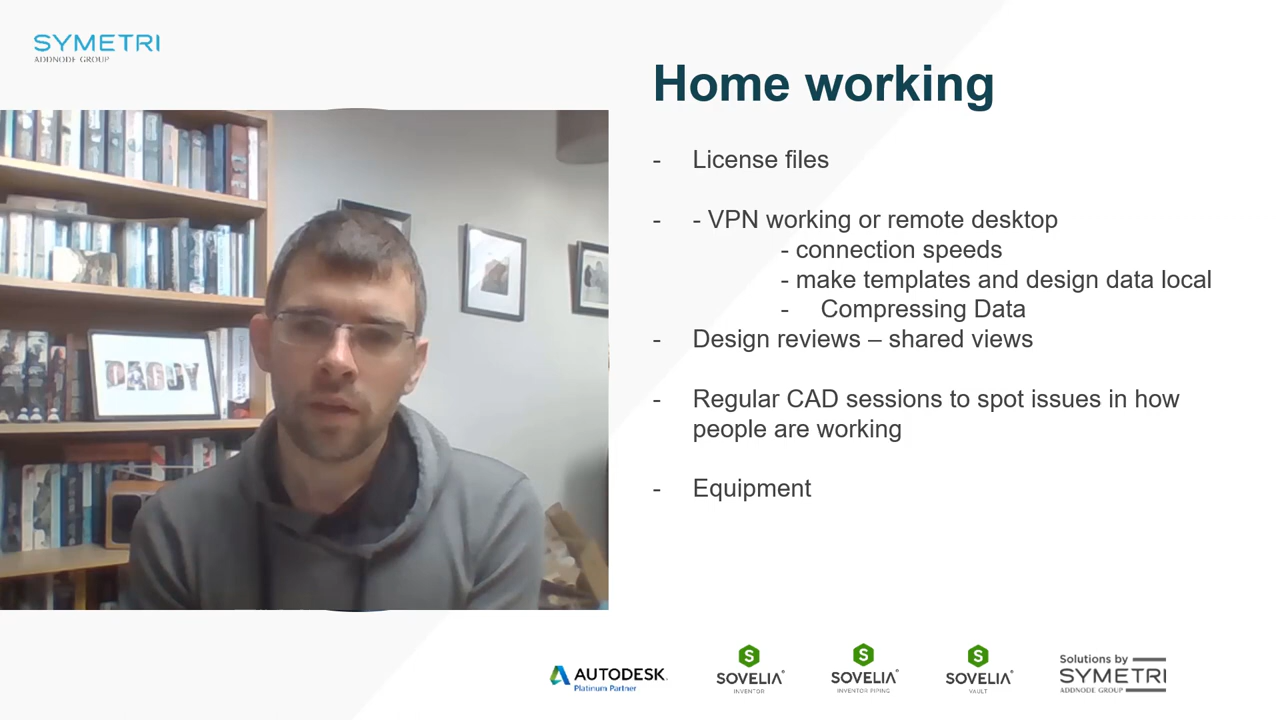 SYMETRI
ADDNODE GROUP
Home working
- License files
- - VPN working or remote desktop
- connection speeds
- make templates and design data local
- Compressing Data
- Design reviews – shared views
- Regular CAD sessions to spot issues in how
people are working
- Equipment
DADDY
AUTODESK
Platinum Partner
SOVELIA
INVENTOR
SOVELIA
INVENTOR PIPING
SOVELIA
VAULT
Solutions by
SYMETRI
ADDNODE GROUP